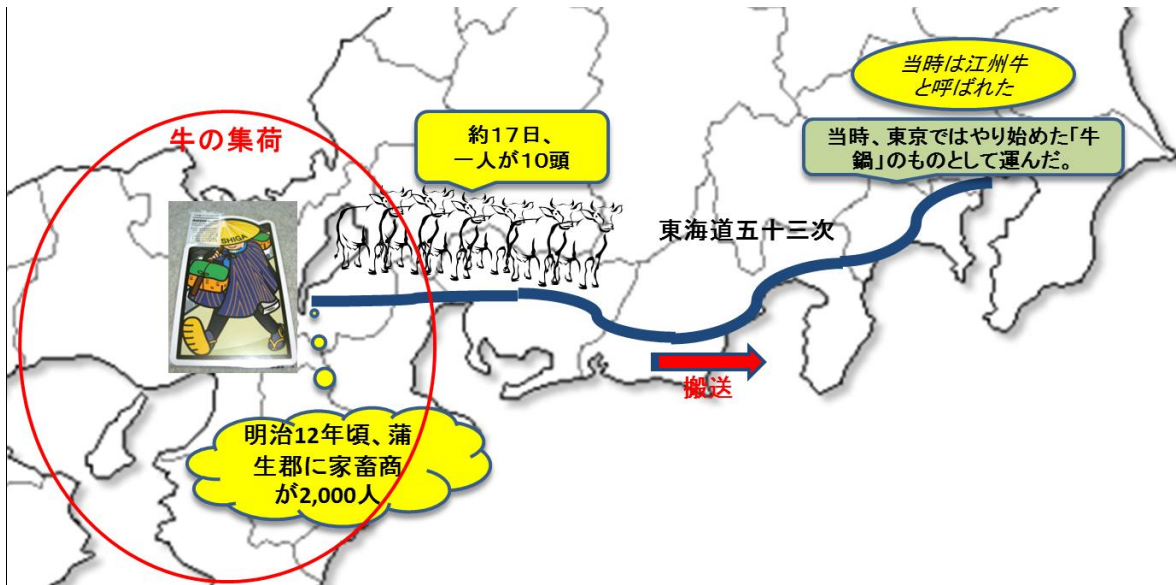 当時は江州牛
と呼ばれた
牛の集荷
約17日、
一人が10頭
当時、東京ではやり始めた「牛
鍋」のものとして運んだ。
SHIGA
東海道五十三次
搬送
明治12年頃、蒲
生郡に家畜商
が2,000人